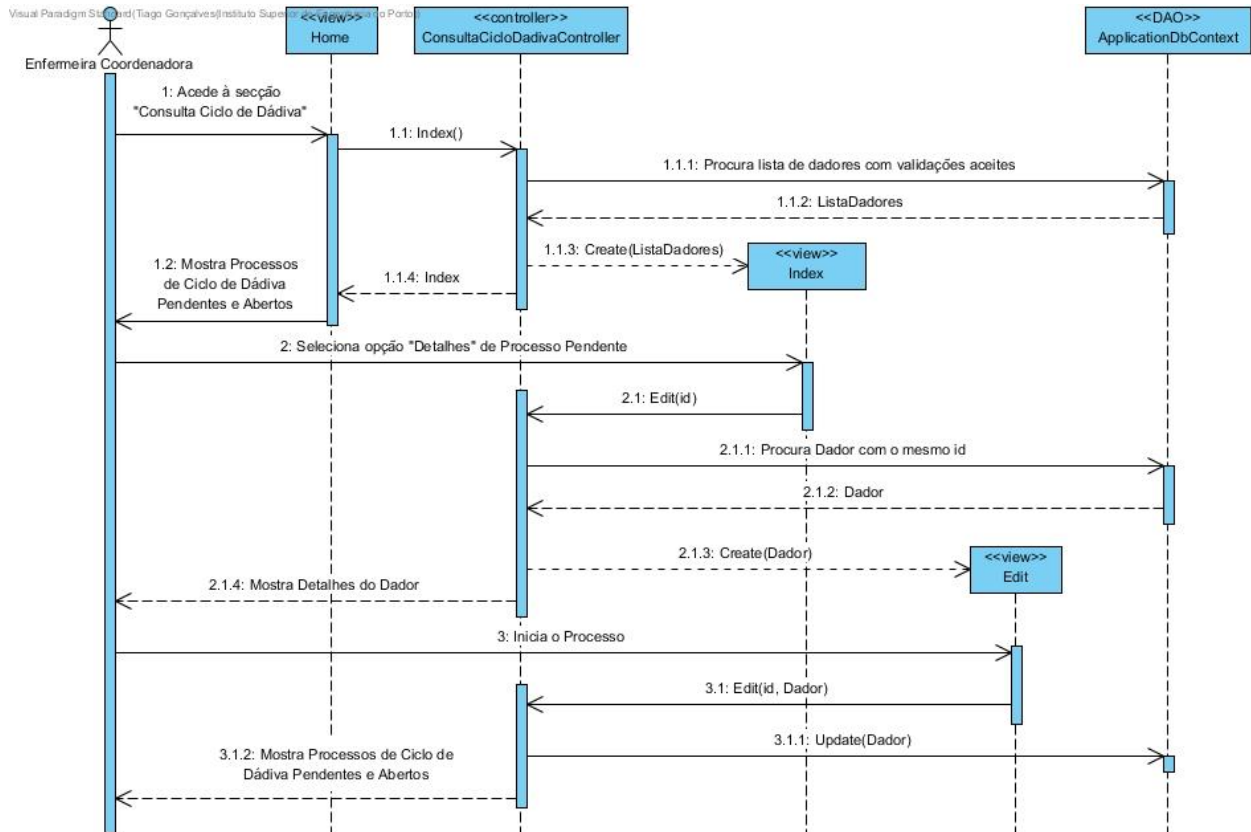 Visual Paradigm Standard(Tiago Gonçalves(Instituto Superior de Engenharia do Porto))
<<view>>
Home
<<controller>>
ConsultaCicloDadivaController
<<DAO>>
ApplicationDbContext
Enfermeira Coordenadora
1: Acede à secção
"Consulta Ciclo de Dádiva"
1.1: Index()
1.1.1: Procura lista de dadores com validações aceites
1.1.2: ListaDadores
1.1.3: Create(ListaDadores)
<<view>>
Index
1.2: Mostra Processos
de Ciclo de Dádiva
Pendentes e Abertos
1.1.4: Index
2: Seleciona opção "Detalhes" de Processo Pendente
2.1: Edit(id)
2.1.1: Procura Dador com o mesmo id
2.1.2: Dador
2.1.3: Create(Dador)
<<view>>
Edit
2.1.4: Mostra Detalhes do Dador
3: Inicia o Processo
3.1: Edit(id, Dador)
3.1.1: Update(Dador)
3.1.2: Mostra Processos de Ciclo de
Dádiva Pendentes e Abertos